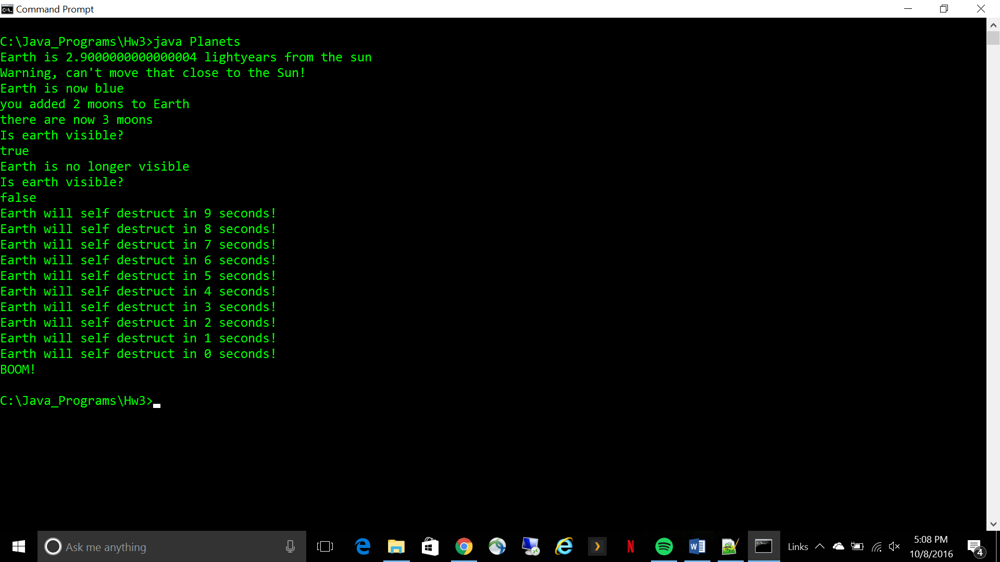 Command Prompt
C:\Java_Programs\Hw3>java Planets
Earth is 2.9000000000000004 lightyears from the sun
Warning, can't move that close to the Sun!
Earth is now blue
you added 2 moons to Earth
there are now 3 moons
Is earth visible?
true
Earth is no longer visible
Is earth visible?
false
Earth will self destruct in 9 seconds!
Earth will self destruct in 8 seconds!
Earth will self destruct in 7 seconds!
Earth will self destruct in 6 seconds!
Earth will self destruct in 5 seconds!
Earth will self destruct in 4 seconds!
Earth will self destruct in 3 seconds!
Earth will self destruct in 2 seconds!
Earth will self destruct in 1 seconds!
Earth will self destruct in 0 seconds!
BOOM!
C:\Java_Programs\Hw3>
Ask me anything
Links
5:08 PM
10/8/2016
4